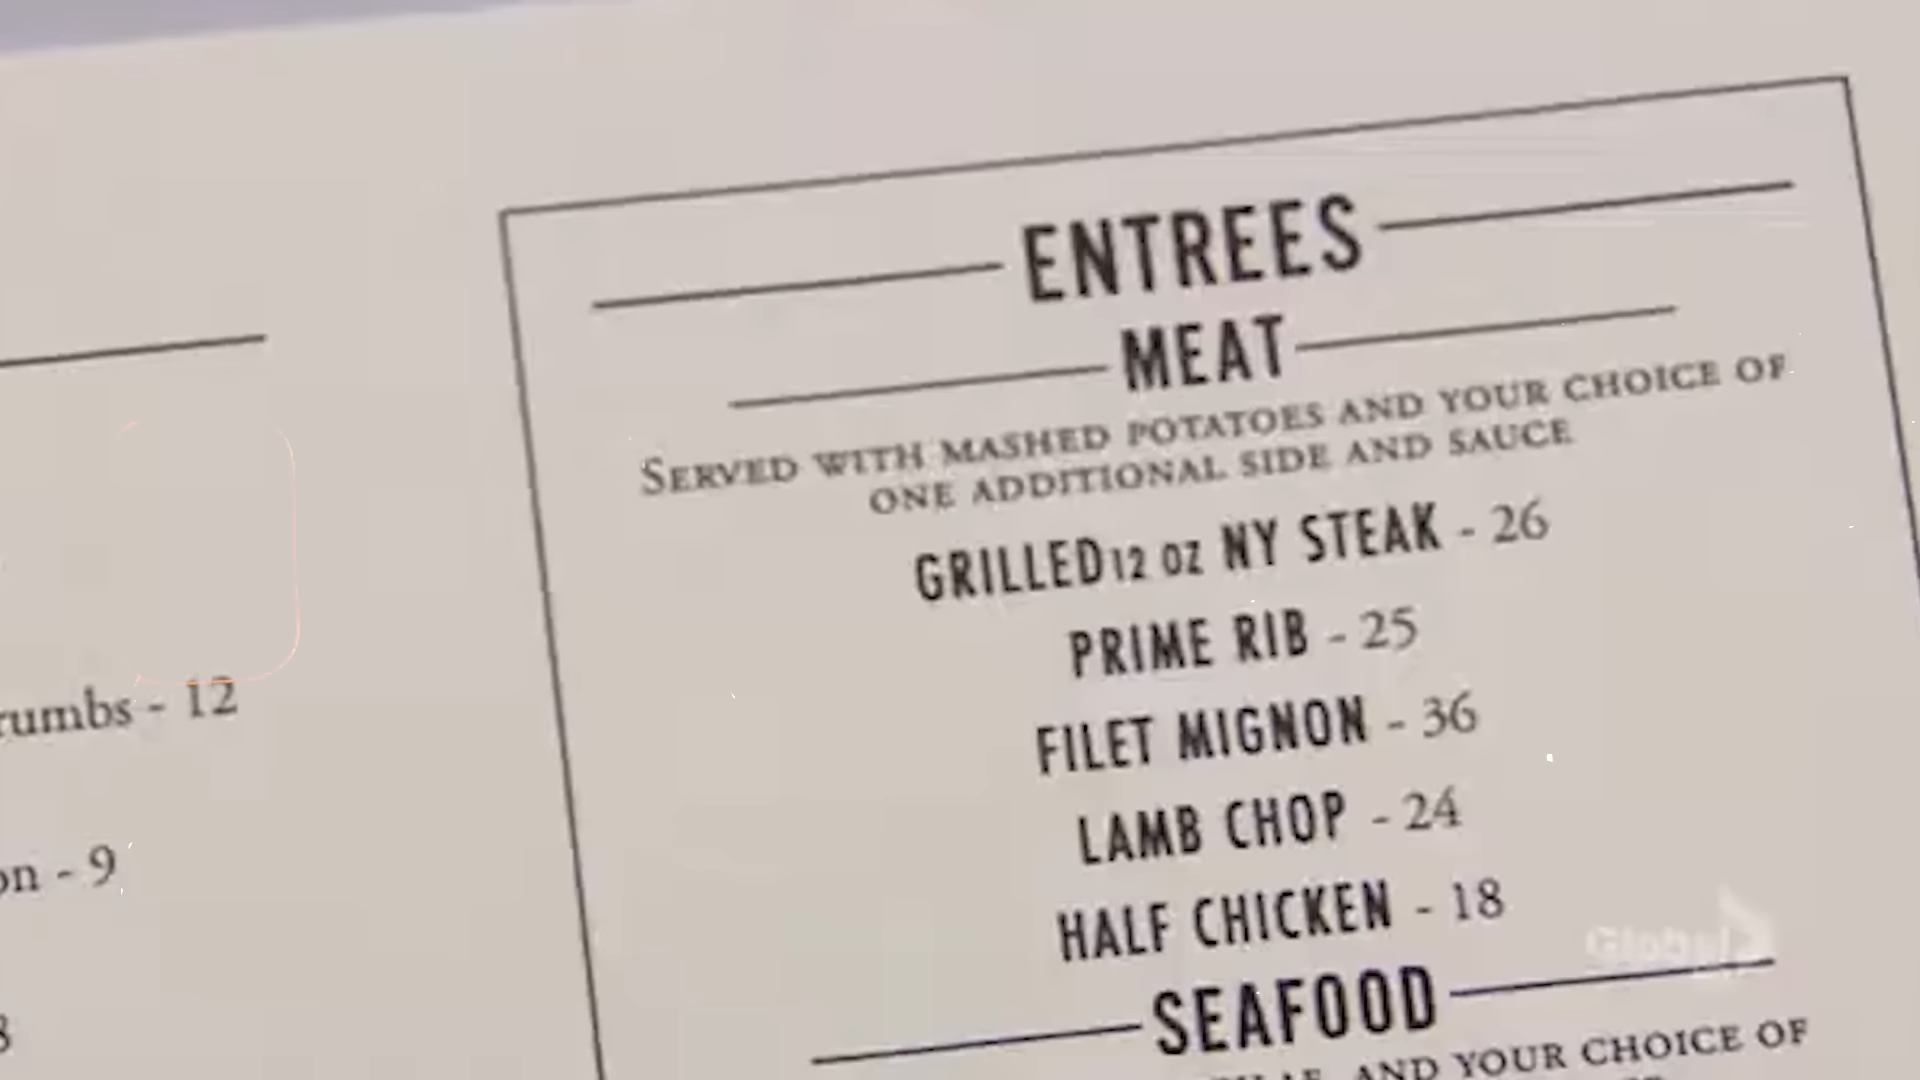 rumbs - 12
on - 9
ENTREES
MEAT
SERVED WITH MASHED POTATOES AND YOUR CHOICE OF
ONE ADDITIONAL SIDE AND SAUCE
GRILLED 12 OZ NY STEAK - 26
PRIME RIB - 25
FILET MIGNON - 36
LAMB CHOP - 24
HALF CHICKEN - 18
Global
SEAFOOD
AND YOUR CHOICE OF